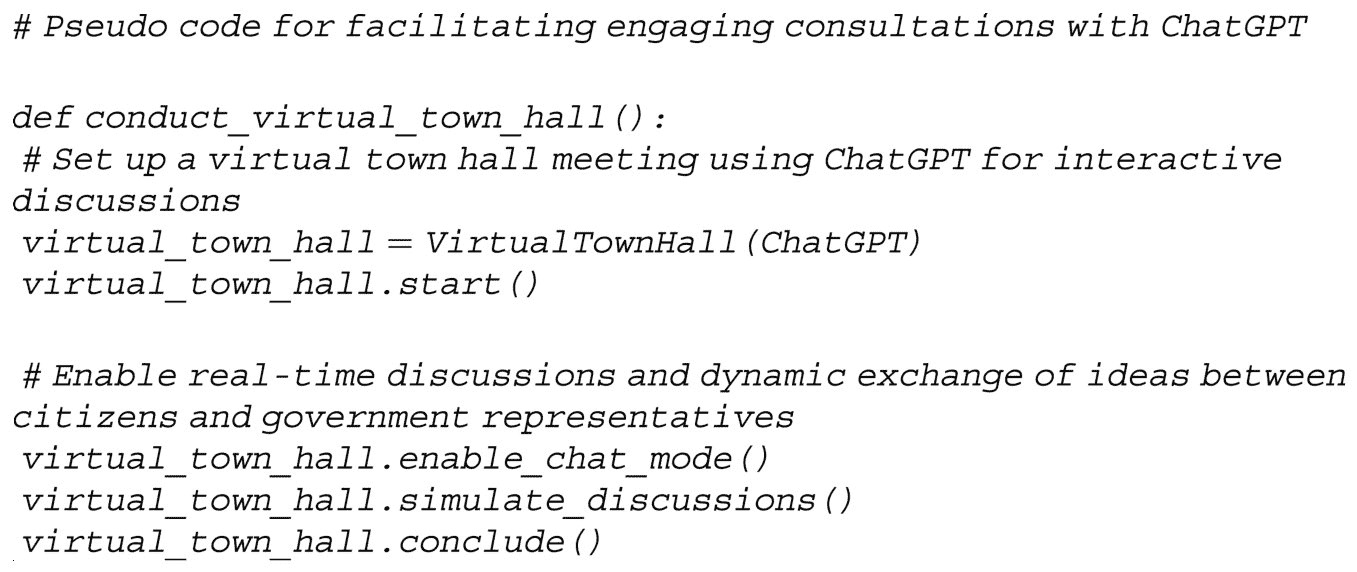 # Pseudo code for facilitating engaging consultations with ChatGPT
def conduct_virtual_town_hall():
# Set up a virtual town hall meeting using ChatGPT for interactive
discussions
virtual_town_hall = VirtualTownHall(ChatGPT)
virtual_town_hall.start()
# Enable real-time discussions and dynamic exchange of ideas between
citizens and government representatives
virtual_town_hall.enable_chat_mode()
virtual_town_hall.simulate_discussions()
virtual_town_hall.conclude()